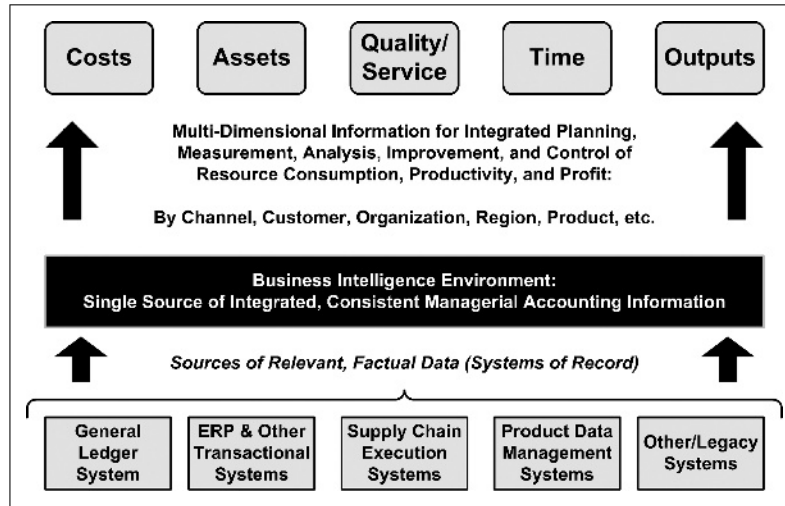 Costs
Assets
Quality/
Service
Time
Outputs
Multi-Dimensional Information for Integrated Planning,
Measurement, Analysis, Improvement, and Control of
Resource Consumption, Productivity, and Profit:
By Channel, Customer, Organization, Region, Product, etc.
Business Intelligence Environment:
Single Source of Integrated, Consistent Managerial Accounting Information
Sources of Relevant, Factual Data (Systems of Record)
General
Ledger
System
ERP & Other
Transactional
Systems
Supply Chain
Execution
Systems
Product Data
Management
Systems
Other/Legacy
Systems